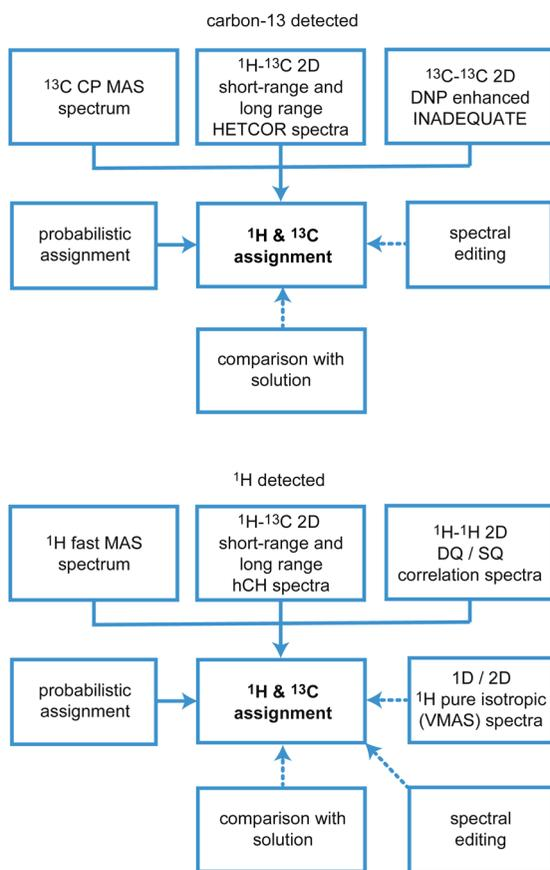 carbon-13 detected
¹³C CP MAS
spectrum
¹H-¹³C 2D
short-range and
long range
HETCOR spectra
¹³C-¹³C 2D
DNP enhanced
INADEQUATE
probabilistic
assignment
¹H & ¹³C
assignment
spectral
editing
comparison with
solution
¹H detected
¹H fast MAS
spectrum
¹H-¹³C 2D
short-range and
long range
hCH spectra
¹H-¹H 2D
DQ / SQ
correlation spectra
probabilistic
assignment
¹H & ¹³C
assignment
1D / 2D
¹H pure isotropic
(VMAS) spectra
comparison with
solution
spectral
editing